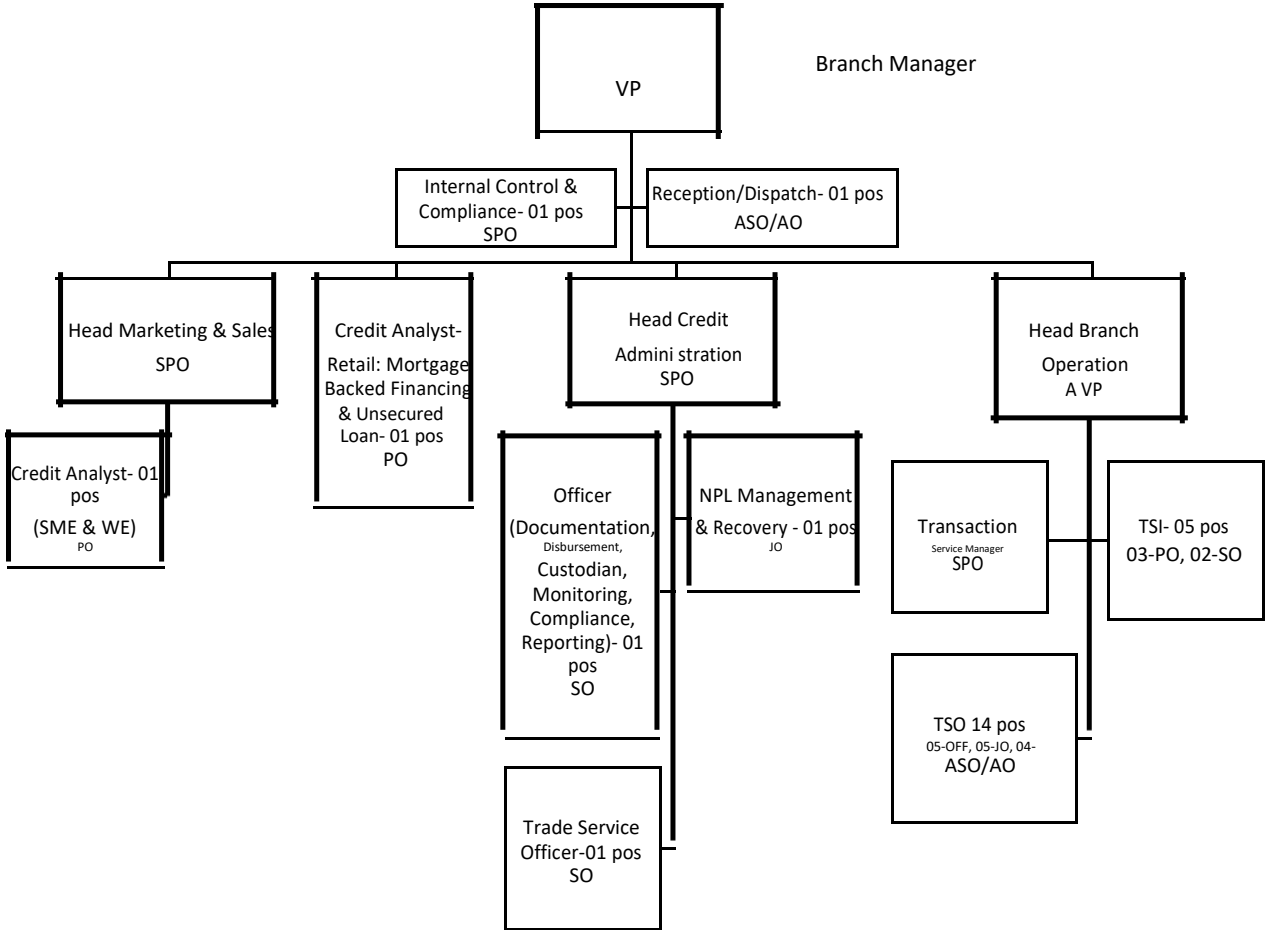 Branch Manager
VP
Internal Control &
Compliance- 01 pos
SPO
Reception/Dispatch- 01 pos
ASO/AO
Head Marketing & Sales
SPO
Credit Analyst-
Retail: Mortgage
Backed Financing
& Unsecured
Loan- 01 pos
PO
Head Credit
Admini stration
SPO
Head Branch
Operation
A VP
Credit Analyst- 01
pos
(SME & WE)
PO
Officer
(Documentation,
Disbursement,
Custodian,
Monitoring,
Compliance,
Reporting)- 01
pos
SO
NPL Management
& Recovery - 01 pos
JO
Transaction
Service Manager
SPO
TSI- 05 pos
03-PO, 02-SO
TSO 14 pos
05-OFF, 05-JO, 04-
ASO/AO
Trade Service
Officer-01 pos
SO